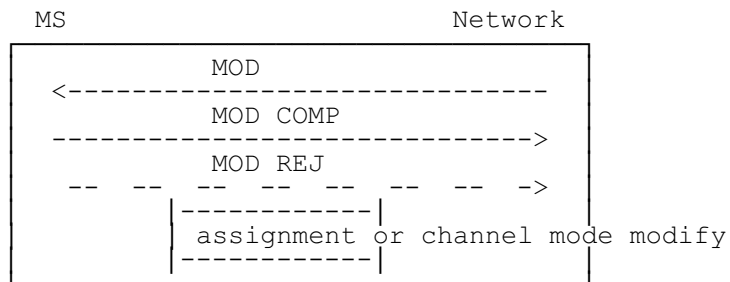 MS Network
MOD
MOD COMP
MOD REJ
assignment or channel mode modify